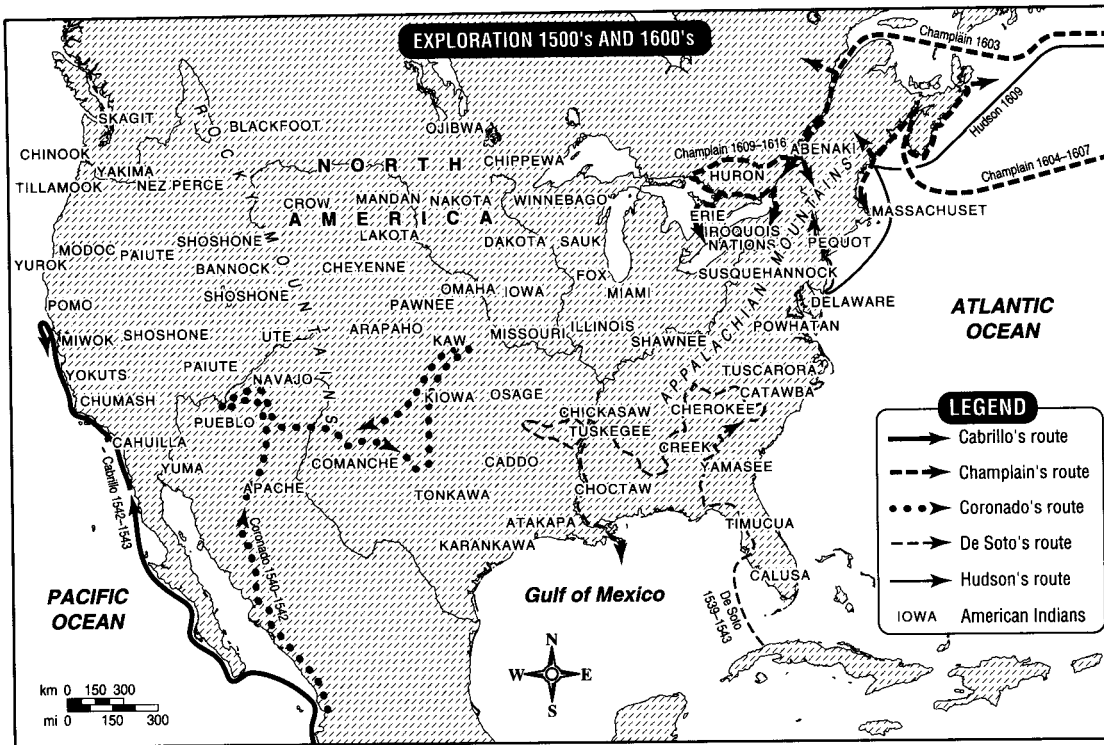 EXPLORATION 1500's AND 1600's
Champlain 1603
Hudson 1609
Champlain 1604–1607
Champlain 1609–1616
SKAGIT
CHINOOK
YAKIMA
TILLAMOOK
NEZ PERCE
BLACKFOOT
OJIBWA
CHIPPEWA
ABENAKI
HURON
ROCKY MOUNTAINS
NORTH
AMERICA
CROW
MANDAN
NAKOTA
WINNEBAGO
LAKOTA
ERIE
IROQUOIS
NATIONS
MASSACHUSET
MODOC
PAIUTE
SHOSHONE
DAKOTA
SAUK
PEQUOT
YUROK
BANNOCK
CHEYENNE
FOX
SUSQUEHANNOCK
POMO
SHOSHONE
OMAHA
IOWA
MIAMI
DELAWARE
PAWNEE
APPALACHIAN MOUNTAINS
MIWOK
SHOSHONE
UTE
ARAPAHO
KAW
MISSOURI
ILLINOIS
SHAWNEE
POWHATAN
ATLANTIC
OCEAN
YOKUTS
PAIUTE
NAVAJO
TUSCARORA
CHUMASH
KIOWA
OSAGE
CATAWBA
PUEBLO
CHICKASAW
CHEROKEE
TUSKEGEE
CAHUILLA
CREEK
YUMA
COMANCHE
CADDO
YAMASEE
APACHE
TONKAWA
CHOCTAW
ATAKAPA
TIMUCUA
KARANKAWA
CALUSA
Cabrillo 1542–1543
Coronado 1540–1542
De Soto
1539–1543
PACIFIC
OCEAN
Gulf of Mexico
N
W E
S
km 0 150 300
mi 0 150 300
LEGEND
Cabrillo's route
Champlain's route
Coronado's route
De Soto's route
Hudson's route
IOWA American Indians